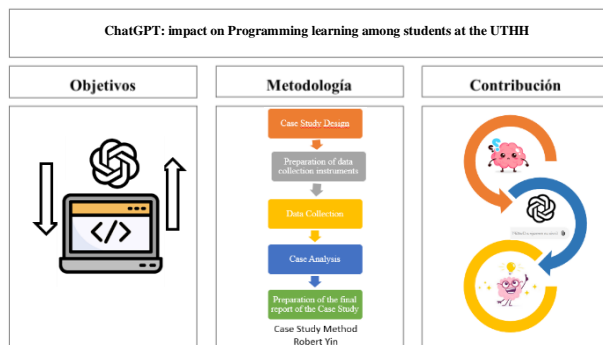 ChatGPT: impact on Programming learning among students at the UTHH
Objetivos
Metodología
Contribución
</>
Case Study Design
Preparation of data
collection instruments
Data Collection
Case Analysis
Preparation of the final
report of the Case Study
Case Study Method
Robert Yin